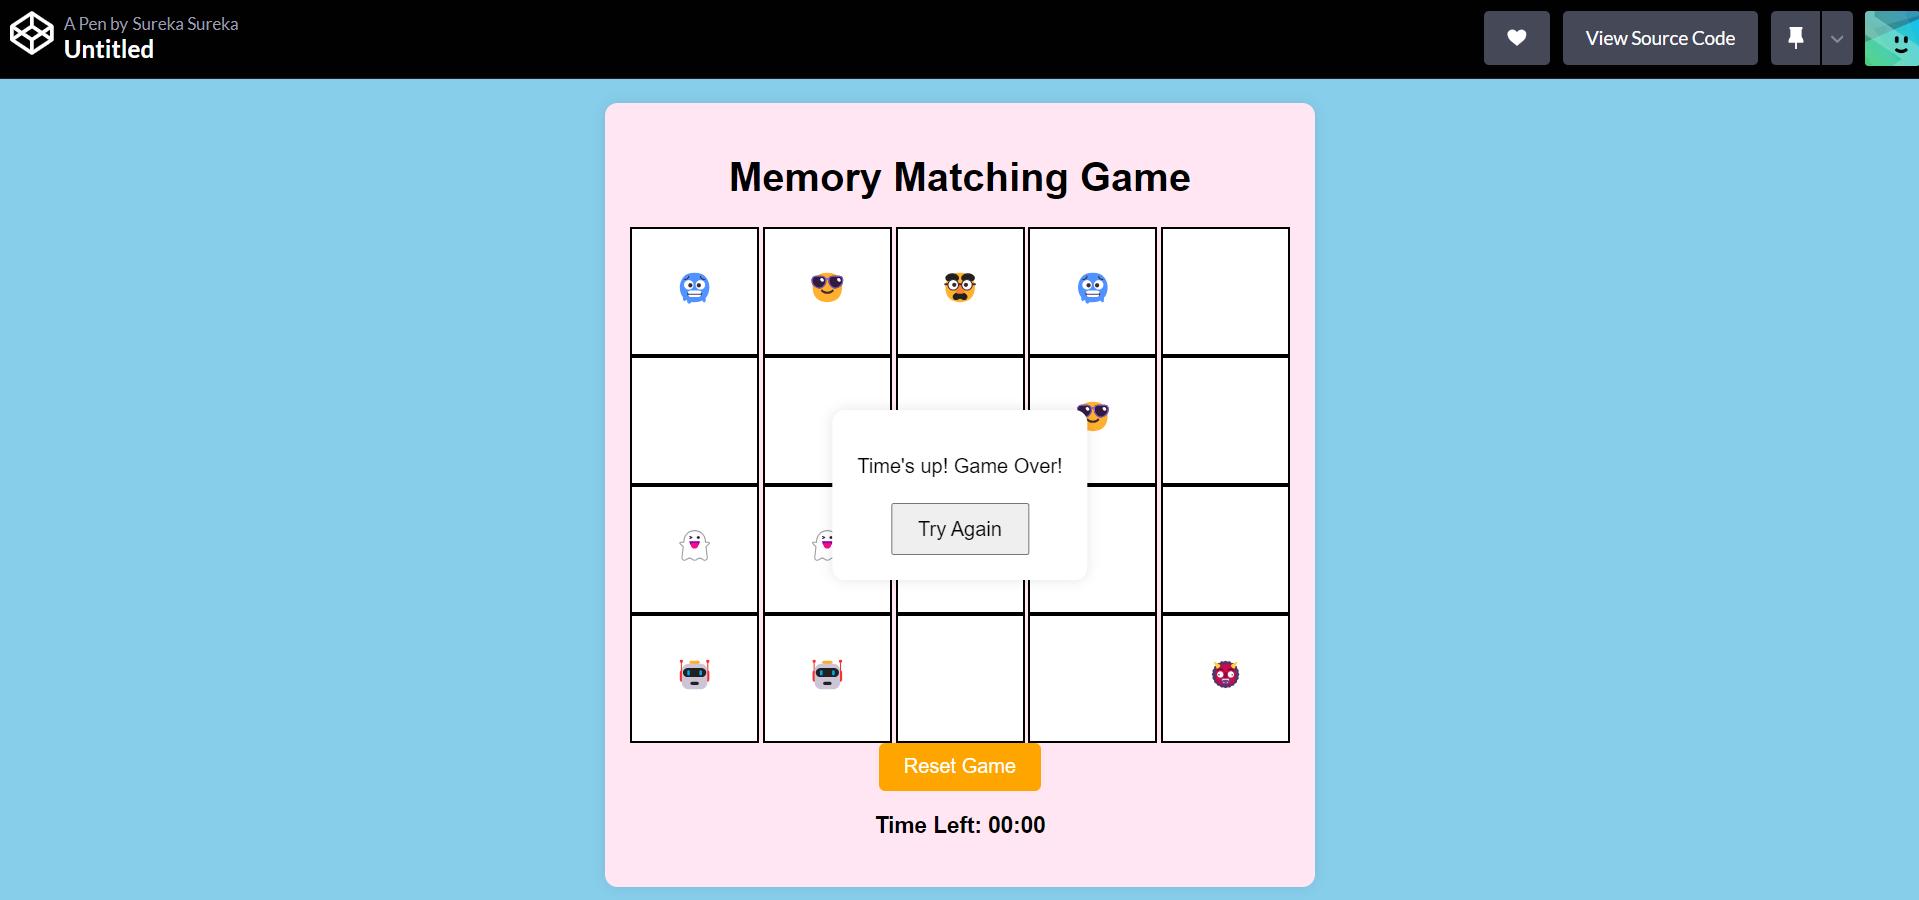 A Pen by Sureka Sureka
Untitled
View Source Code
Memory Matching Game
Time's up! Game Over!
Try Again
Reset Game
Time Left: 00:00